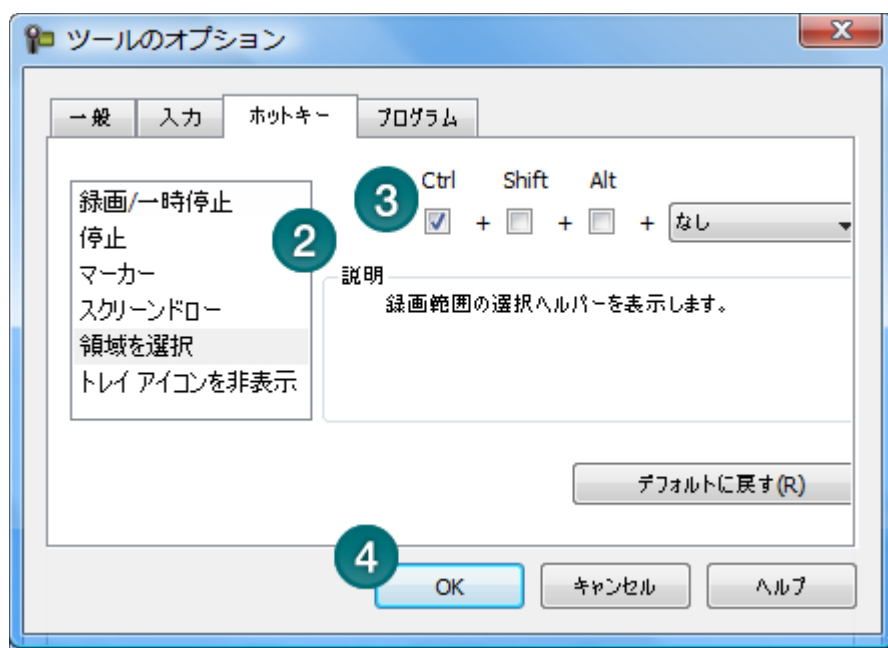 ツールのオプション
一般 入力 ホットキー プログラム
録画/一時停止
停止
マーカー
スクリーンドロー
領域を選択
トレイ アイコンを非表示
2
3
Ctrl Shift Alt
+ + + なし
説明
録画範囲の選択ヘルパーを表示します。
デフォルトに戻す(R)
4
OK キャンセル ヘルプ